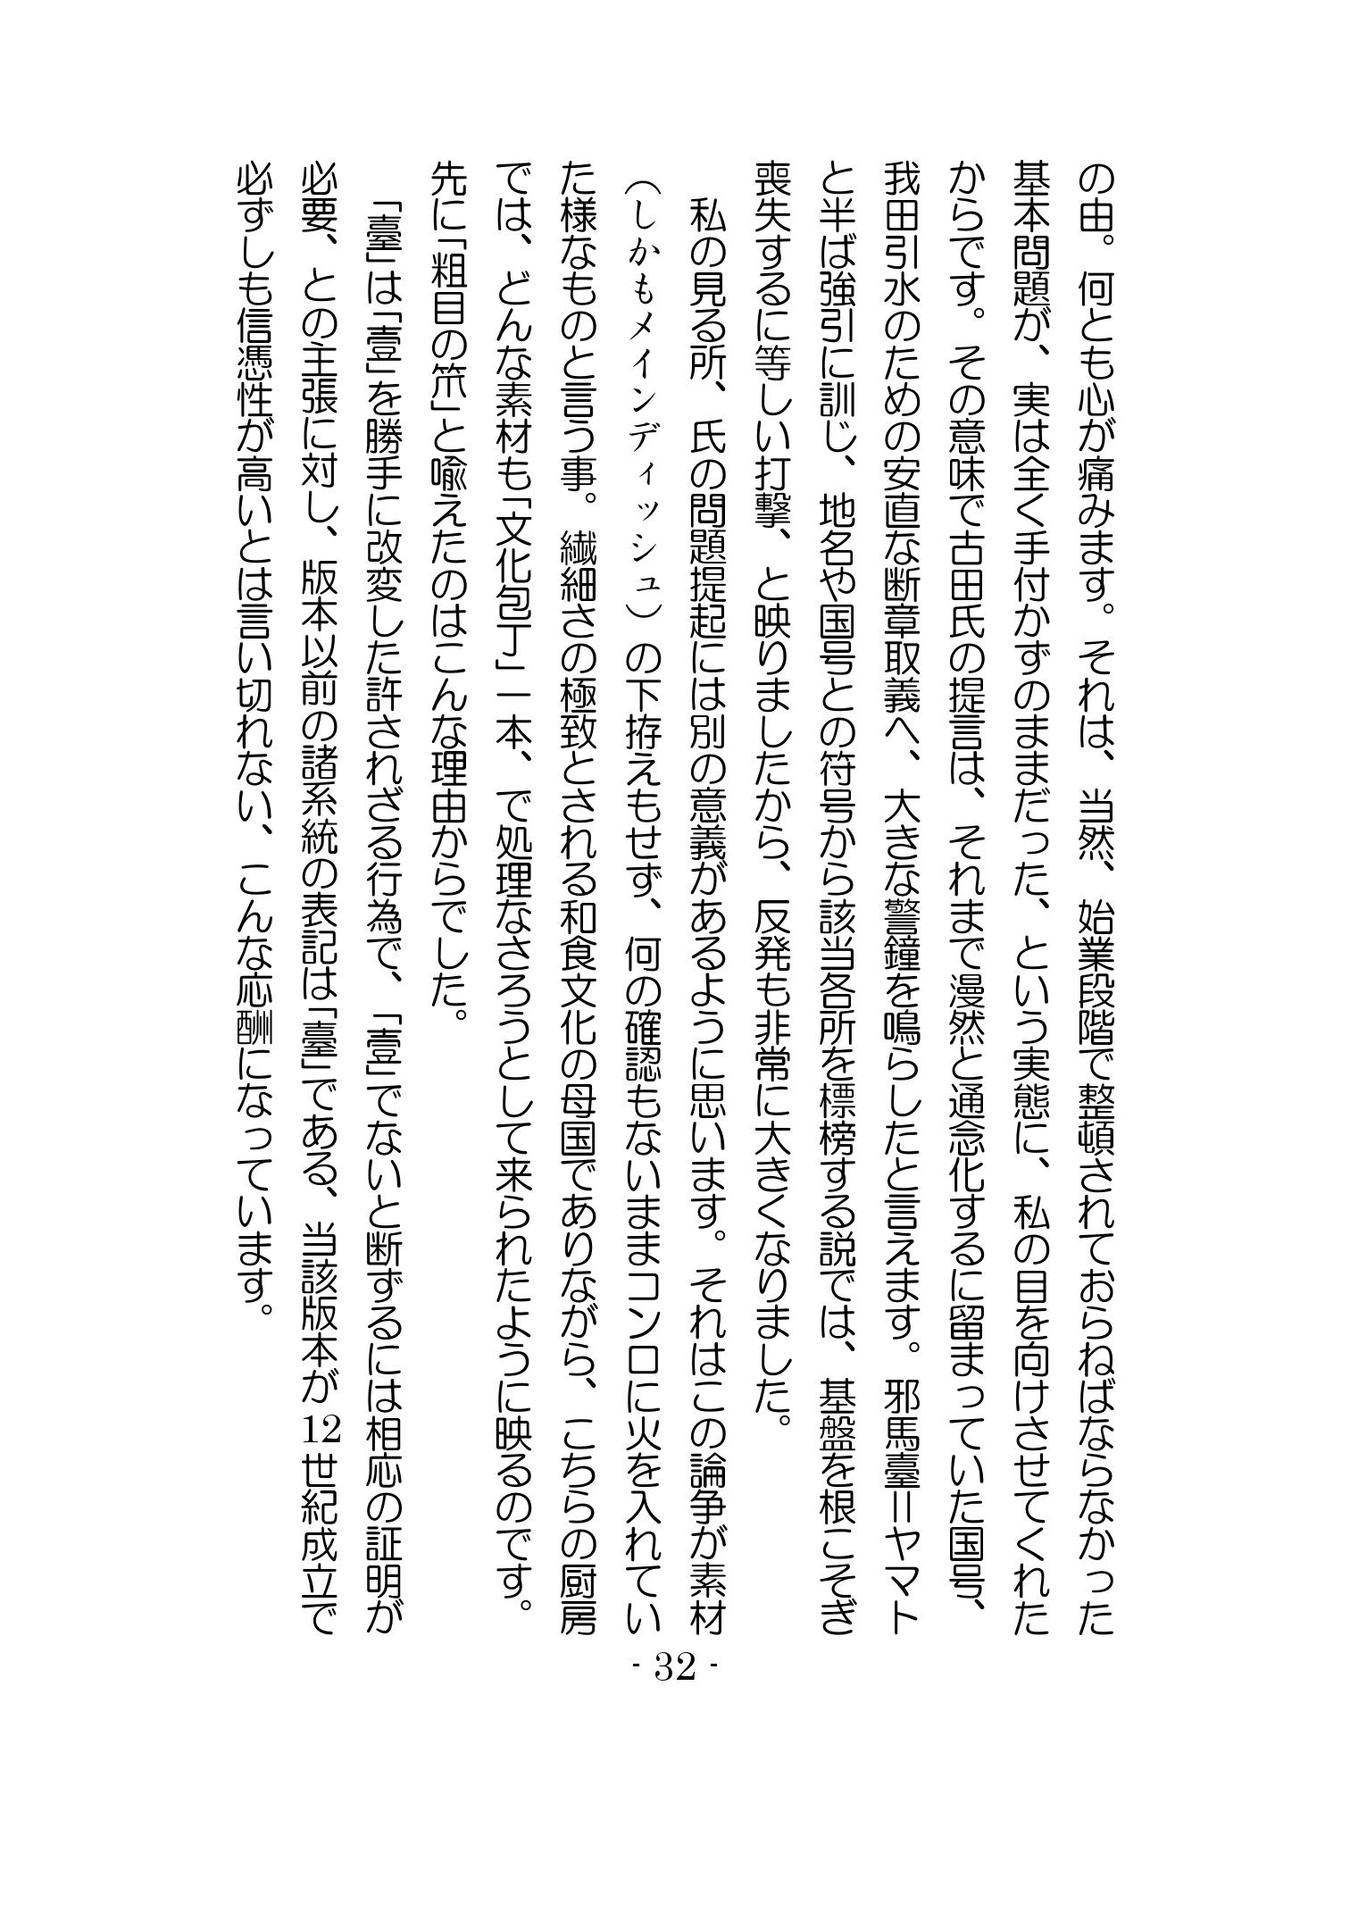 の由。何とも心が痛みます。それは、当然、始業段階で整頓されておらねばならなかった
基本問題が、実は全く手付かずのままだった、という実態に、私の目を向けさせてくれた
からです。その意味で古田氏の提言は、それまで漫然と通念化するに留まっていた国号、
我田引水のための安直な断章取義へ、大きな警鐘を鳴らしたと言えます。邪馬臺＝ヤマト
と半ば強引に訓じ、地名や国号との符号から該当各所を標榜する説では、基盤を根こそぎ
喪失するに等しい打撃、と映りましたから、反発も非常に大きくなりました。
　私の見る所、氏の問題提起には別の意義があるように思います。それはこの論争が素材
（しかもメインディッシュ）の下拵えもせず、何の確認もないままコンロに火を入れてい
た様なものと言う事。繊細さの極致とされる和食文化の母国でありながら、こちらの厨房
では、どんな素材も「文化包丁」一本、で処理なさろうとして来られたように映るのです。
先に「粗目の笊」と喩えたのはこんな理由からでした。
　「臺」は「壹」を勝手に改変した許されざる行為で、「壹」でないと断ずるには相応の証明が
必要、との主張に対し、版本以前の諸系統の表記は「臺」である、当該版本が12世紀成立で
必ずしも信憑性が高いとは言い切れない、こんな応酬になっています。
- 32 -